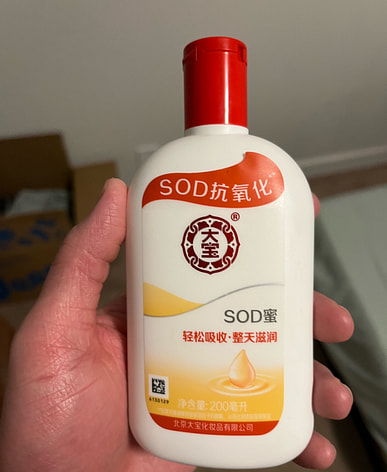 SOD抗氧化
®
大宝
SOD蜜
轻松吸收·整天滋润
净含量:200毫升
北京大宝化妆品有限公司